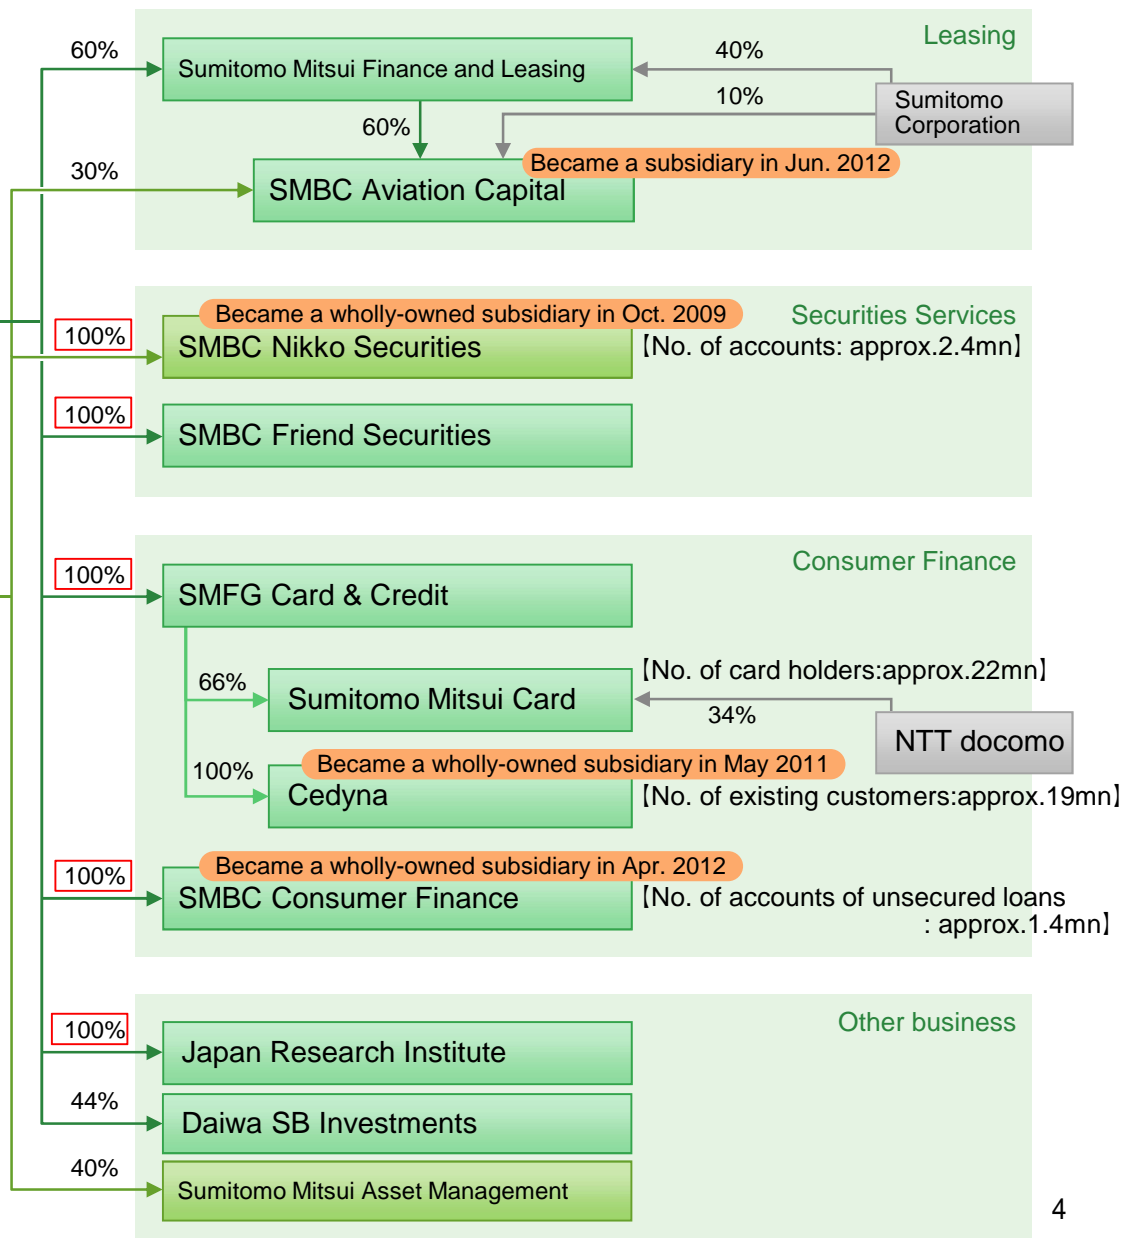 Leasing
60%
Sumitomo Mitsui Finance and Leasing
40%
10%
Sumitomo
Corporation
60%
30%
Became a subsidiary in Jun. 2012
SMBC Aviation Capital
Securities Services
Became a wholly-owned subsidiary in Oct. 2009
100%
SMBC Nikko Securities
【No. of accounts: approx.2.4mn】
100%
SMBC Friend Securities
Consumer Finance
100%
SMFG Card & Credit
【No. of card holders:approx.22mn】
66%
Sumitomo Mitsui Card
34%
NTT docomo
Became a wholly-owned subsidiary in May 2011
100%
Cedyna
【No. of existing customers:approx.19mn】
Became a wholly-owned subsidiary in Apr. 2012
100%
SMBC Consumer Finance
【No. of accounts of unsecured loans
: approx.1.4mn】
Other business
100%
Japan Research Institute
44%
Daiwa SB Investments
40%
Sumitomo Mitsui Asset Management
4